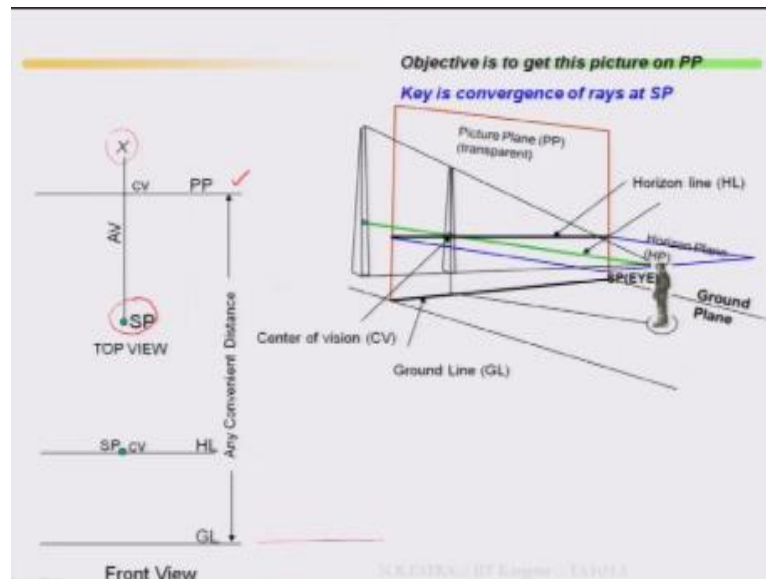 Objective is to get this picture on PP
Key is convergence of rays at SP
X
CV PP
AV
SP
TOP VIEW
Any Convenient Distance
SP CV HL
GL
Front View
Picture Plane (PP)
(transparent)
Horizon line (HL)
Horizon Plane
(HP)
SP(EYE)
Ground
Plane
Center of vision (CV)
Ground Line (GL)